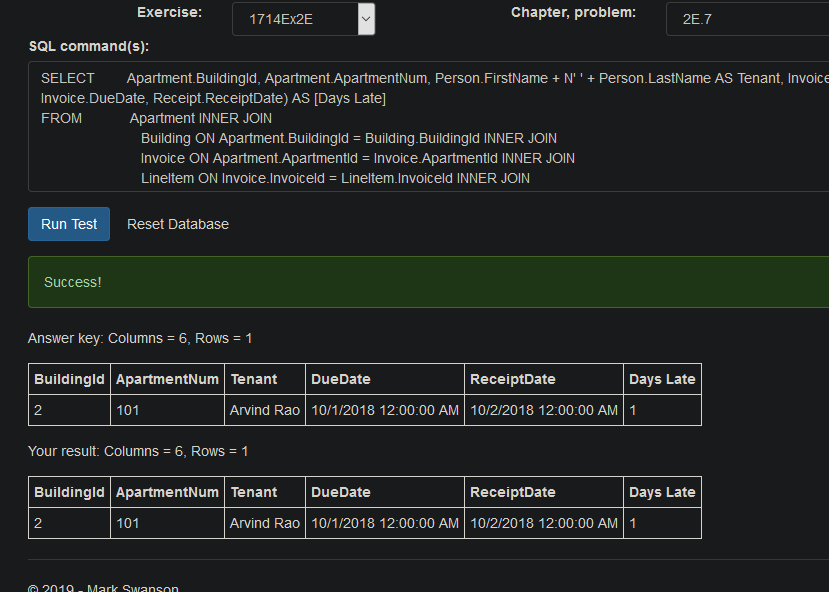 Exercise: 1714Ex2E Chapter, problem: 2E.7
SQL command(s):
SELECT Apartment.BuildingId, Apartment.ApartmentNum, Person.FirstName + N' ' + Person.LastName AS Tenant, Invoice
Invoice.DueDate, Receipt.ReceiptDate) AS [Days Late]
FROM Apartment INNER JOIN
Building ON Apartment.BuildingId = Building.BuildingId INNER JOIN
Invoice ON Apartment.ApartmentId = Invoice.ApartmentId INNER JOIN
LineItem ON Invoice.InvoiceId = LineItem.InvoiceId INNER JOIN
Run Test Reset Database
Success!
Answer key: Columns = 6, Rows = 1
BuildingId ApartmentNum Tenant DueDate ReceiptDate Days Late
2 101 Arvind Rao 10/1/2018 12:00:00 AM 10/2/2018 12:00:00 AM 1
Your result: Columns = 6, Rows = 1
BuildingId ApartmentNum Tenant DueDate ReceiptDate Days Late
2 101 Arvind Rao 10/1/2018 12:00:00 AM 10/2/2018 12:00:00 AM 1
© 2019 - Mark Swanson